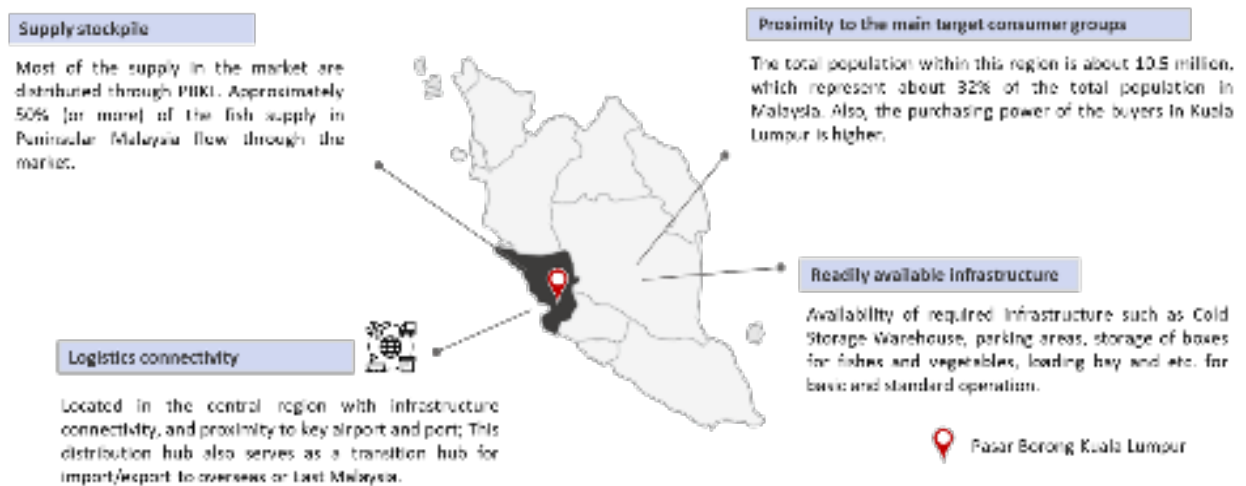 Supply stockpile
Most of the supply in the market are
distributed through PBKL. Approximately
50% (or more) of the fish supply in
Peninsular Malaysia flow through the
market.
Proximity to the main target consumer groups
The total population within this region is about 10.5 million,
which represent about 32% of the total population in
Malaysia. Also, the purchasing power of the buyers in Kuala
Lumpur is higher.
Readily available infrastructure
Availability of required infrastructure such as Cold
Storage Warehouse, parking areas, storage of boxes
for fishes and vegetables, loading bay and etc. for
basic and standard operation.
Logistics connectivity
Located in the central region with infrastructure
connectivity, and proximity to key airport and port; This
distribution hub also serves as a transition hub for
import/export to overseas or East Malaysia.
Pasar Borong Kuala Lumpur